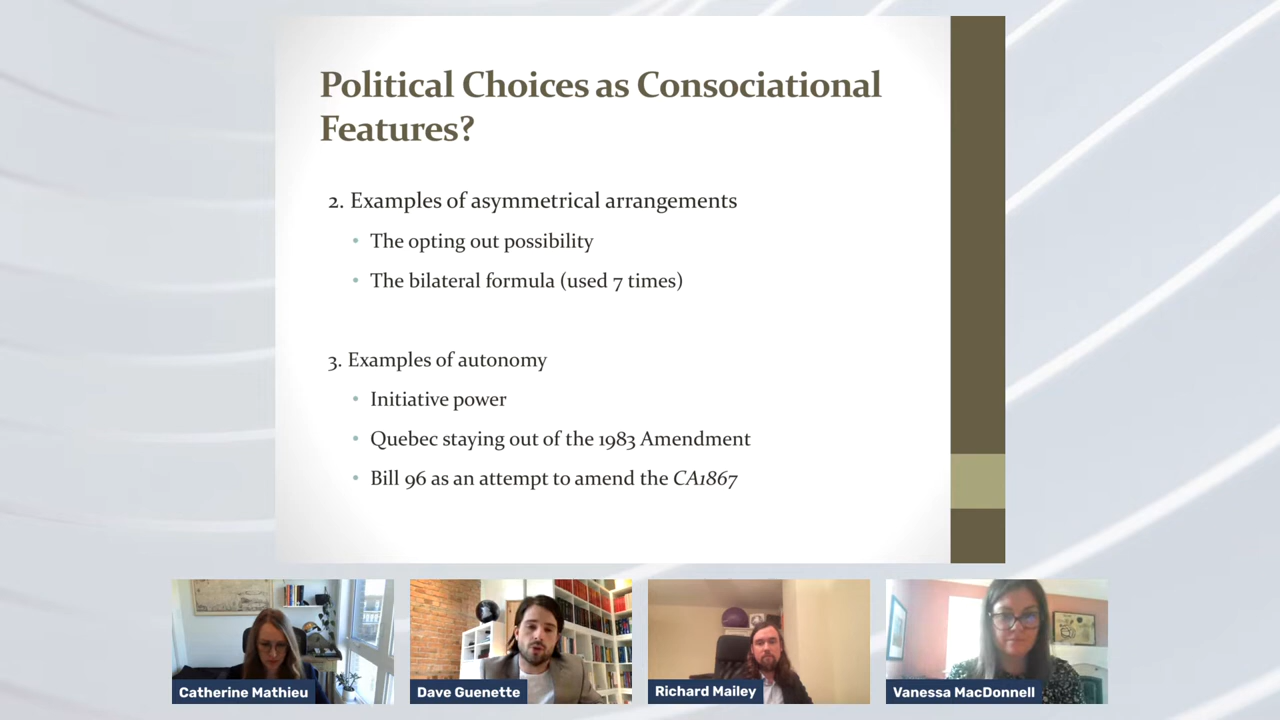 Political Choices as Consociational
Features?
2. Examples of asymmetrical arrangements
• The opting out possibility
• The bilateral formula (used 7 times)
3. Examples of autonomy
• Initiative power
• Quebec staying out of the 1983 Amendment
• Bill 96 as an attempt to amend the CA1867
Catherine Mathieu
Dave Guenette
Richard Mailey
Vanessa MacDonnell